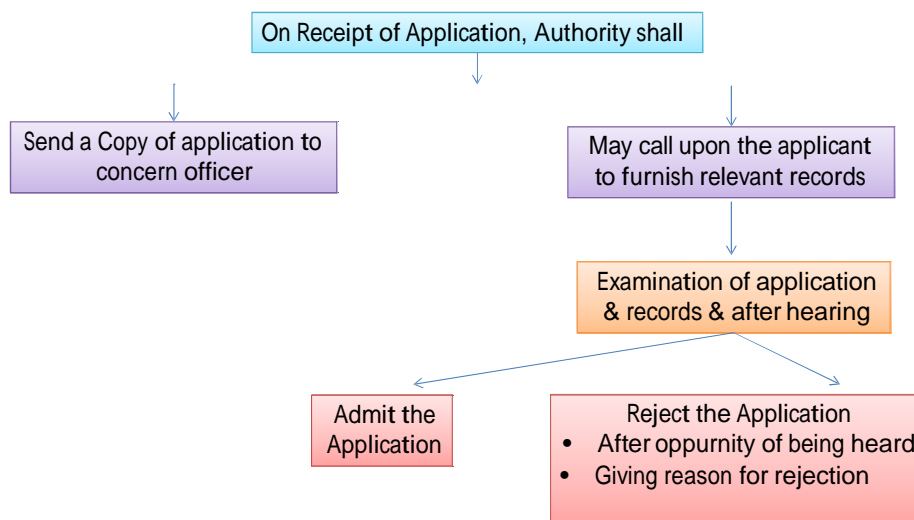 On Receipt of Application, Authority shall
Send a Copy of application to
concern officer
May call upon the applicant
to furnish relevant records
Examination of application
& records & after hearing
Admit the
Application
Reject the Application
• After oppurnity of being heard
• Giving reason for rejection